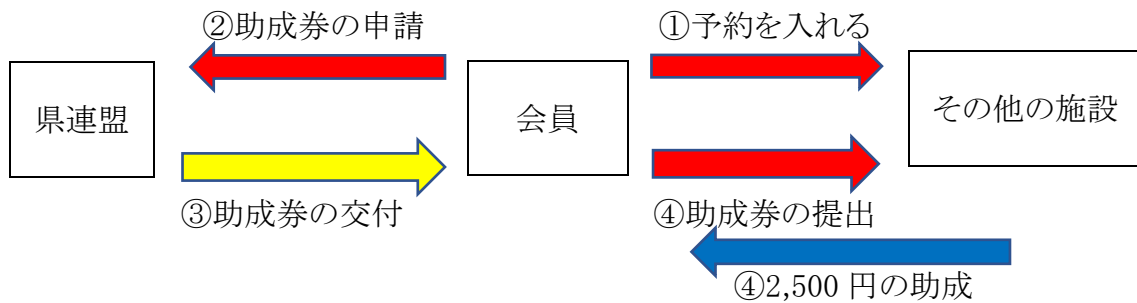 ②助成券の申請
①予約を入れる
県連盟
会員
その他の施設
③助成券の交付
④助成券の提出
④2,500 円の助成